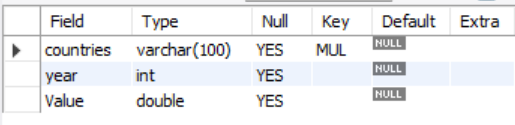 Field Type Null Key Default Extra
countries varchar(100) YES MUL NULL
year int YES NULL
Value double YES NULL